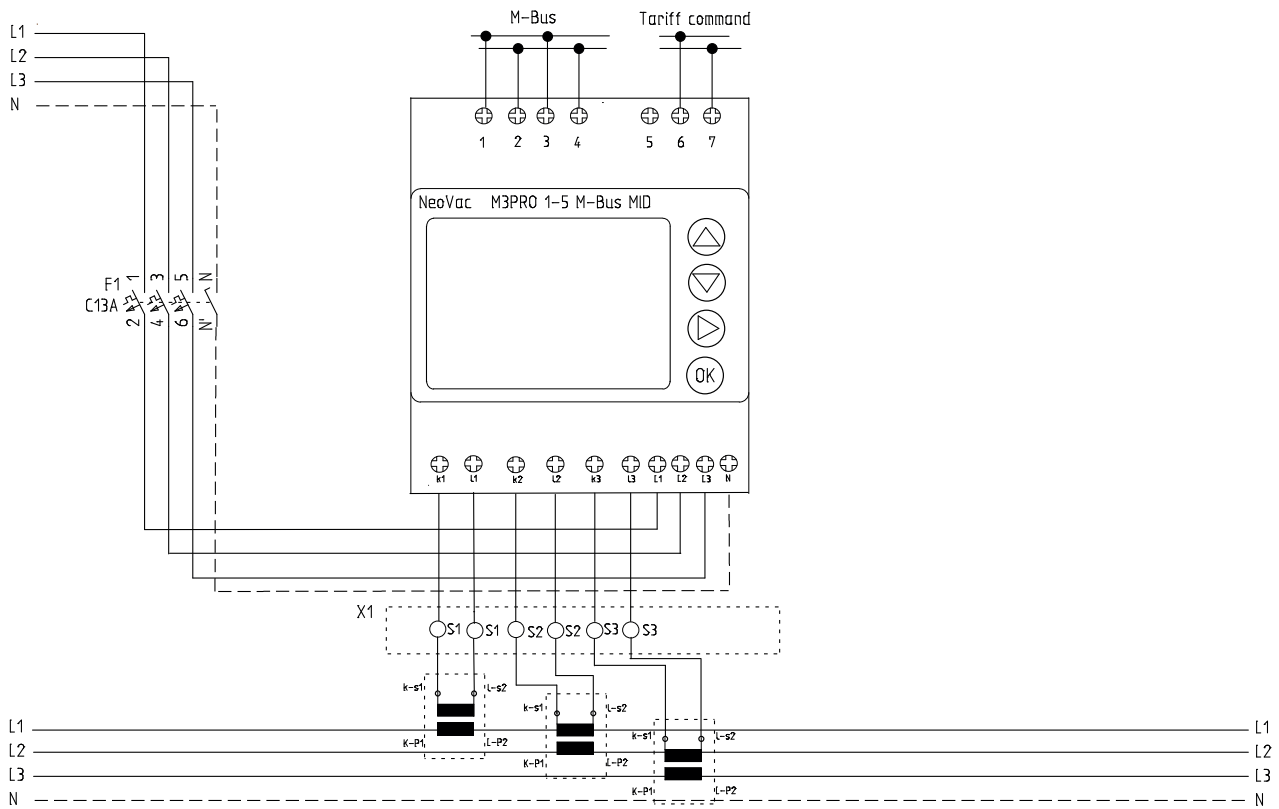 M-Bus Tariff command
L1
L2
L3
N
1 2 3 4 5 6 7
NeoVac M3PRO 1-5 M-Bus MID
F1 1 3 5 N
C13A
2 4 6 N'
OK
k1 l1 k2 l2 k3 l3 L1 L2 L3 N
X1
S1 S1 S2 S2 S3 S3
k-s1 l-s2
k-s1 l-s2
k-s1 l-s2
L1 L1
K-P1 L-P2
L2 L2
K-P1 L-P2
L3 L3
K-P1 L-P2
N N